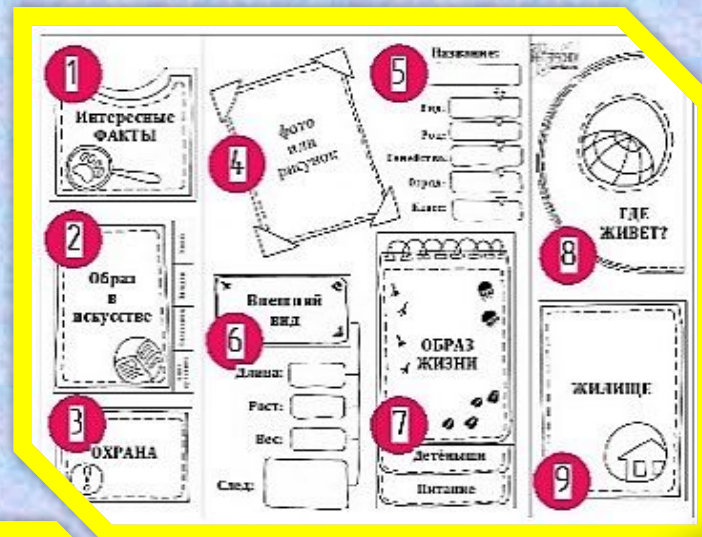 1
Интересные
ФАКТЫ
2
Образ
в
искусстве
3
ОХРАНА
4
фото
или
рисунок
5
Название:
Вид:
Род:
Семейство:
Отряд:
Класс:
6
Внешний
вид
Длина:
Рост:
Вес:
След:
7
ОБРАЗ
ЖИЗНИ
Детёныши
Питание
8
ГДЕ
ЖИВЕТ?
9
ЖИЛИЩЕ